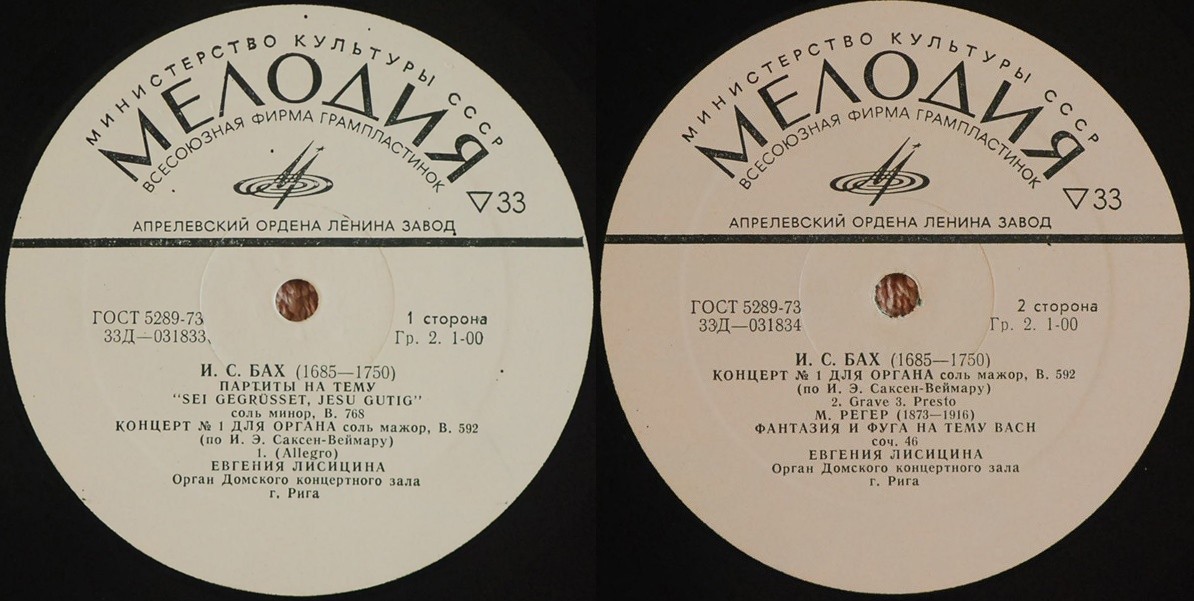 МИНИСТЕРСТВО КУЛЬТУРЫ СССР
МЕЛОДИЯ
ВСЕСОЮЗНАЯ ФИРМА ГРАМПЛАСТИНОК
▽33
АПРЕЛЕВСКИЙ ОРДЕНА ЛЕНИНА ЗАВОД
ГОСТ 5289-73
33Д—031833
1 сторона
Гр. 2. 1-00
И. С. БАХ (1685—1750)
ПАРТИТЫ НА ТЕМУ
"SEI GEGRÜSSET, JESU GUTIG"
соль минор, В. 768
КОНЦЕРТ № 1 ДЛЯ ОРГАНА соль мажор, В. 592
(по И. Э. Саксен-Веймару)
1. (Allegro)
ЕВГЕНИЯ ЛИСИЦИНА
Орган Домского концертного зала
г. Рига
МИНИСТЕРСТВО КУЛЬТУРЫ СССР
МЕЛОДИЯ
ВСЕСОЮЗНАЯ ФИРМА ГРАМПЛАСТИНОК
▽33
АПРЕЛЕВСКИЙ ОРДЕНА ЛЕНИНА ЗАВОД
ГОСТ 5289-73
33Д—031834
2 сторона
Гр. 2. 1-00
И. С. БАХ (1685—1750)
КОНЦЕРТ № 1 ДЛЯ ОРГАНА соль мажор, В. 592
(по И. Э. Саксен-Веймару)
2. Grave 3. Presto
М. РЕГЕР (1873—1916)
ФАНТАЗИЯ И ФУГА НА ТЕМУ BACH
соч. 46
ЕВГЕНИЯ ЛИСИЦИНА
Орган Домского концертного зала
г. Рига